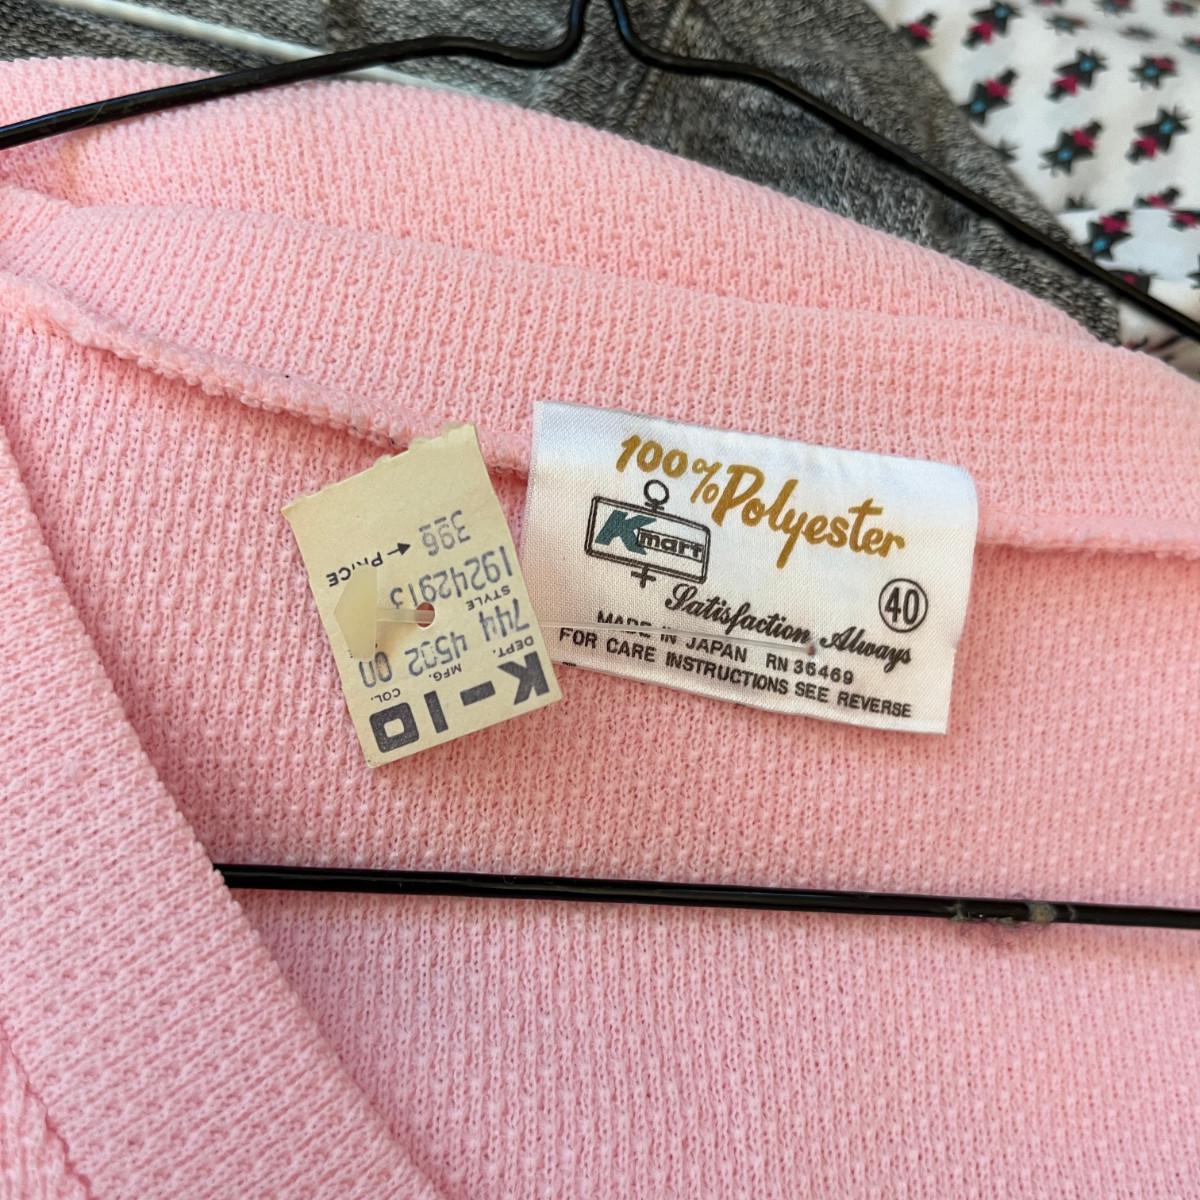 100% Polyester
Kmart
40
Satisfaction Always
MADE IN JAPAN RN 36469
FOR CARE INSTRUCTIONS SEE REVERSE
K-10
DEPT. MFG. COL.
744 4502 00
STYLE
19242913
← PRICE
396